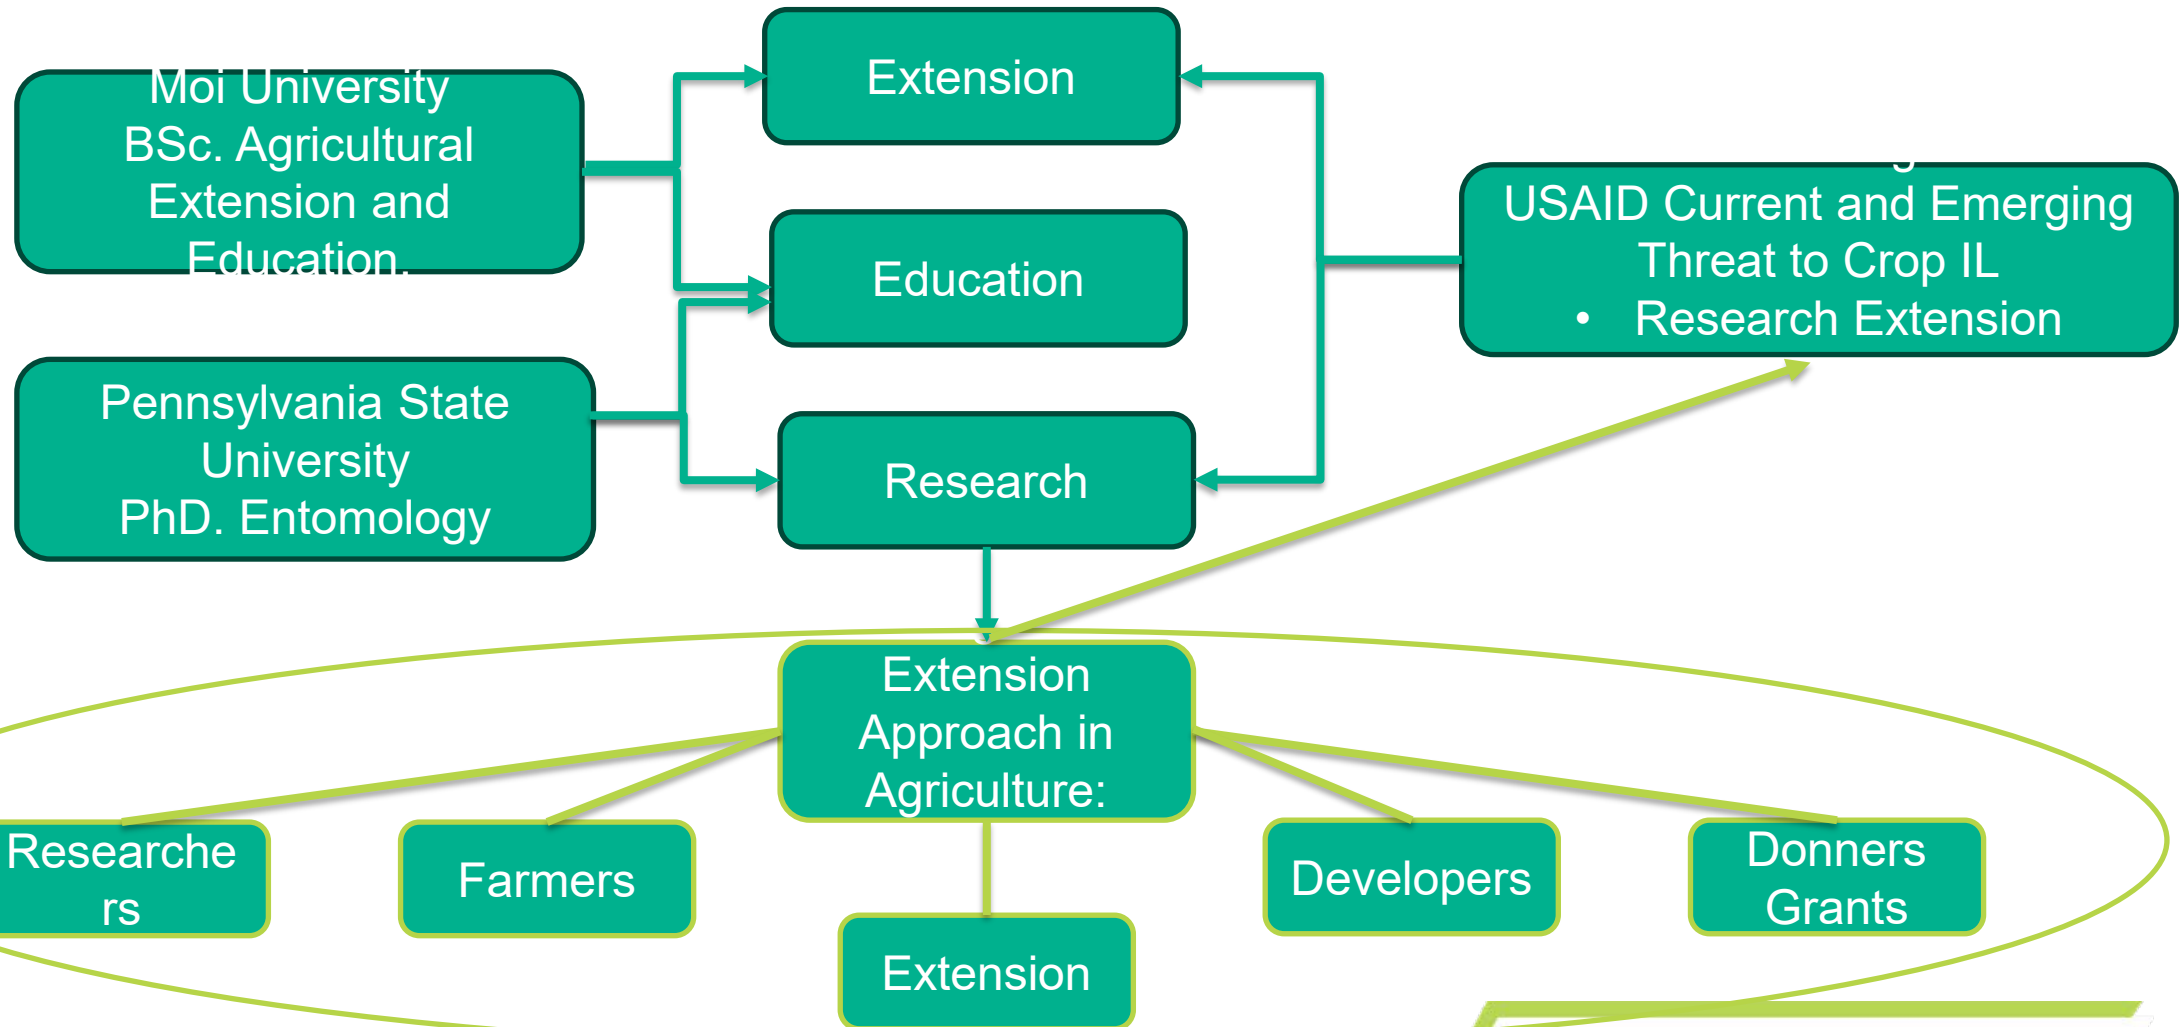 Moi University
BSc. Agricultural
Extension and
Education.
Extension
Education
Research
USAID Current and Emerging
Threat to Crop IL
• Research Extension
Pennsylvania State
University
PhD. Entomology
Extension
Approach in
Agriculture:
Researche
rs
Farmers
Extension
Developers
Donners
Grants